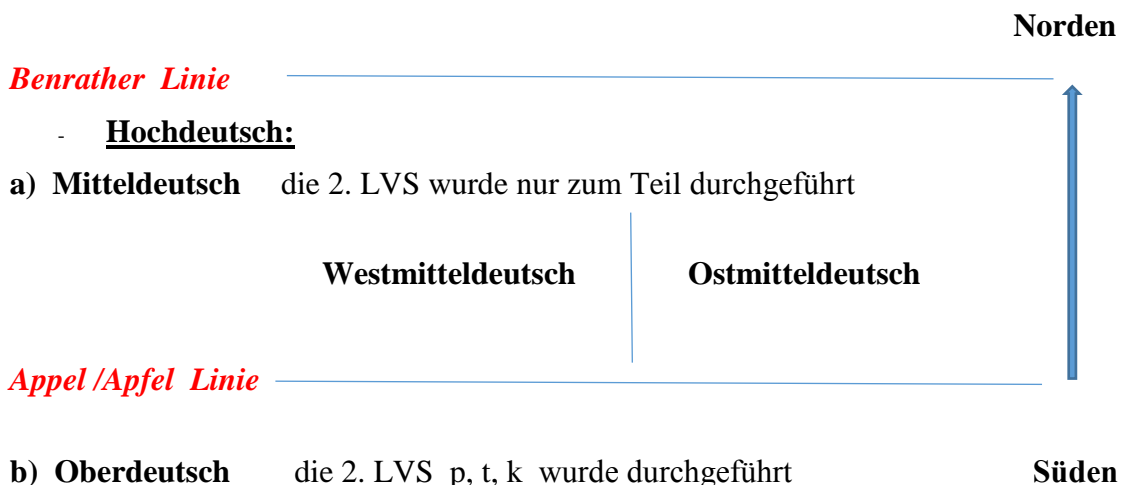 Norden
Benrather Linie
- Hochdeutsch:
a) Mitteldeutsch die 2. LVS wurde nur zum Teil durchgeführt
Westmitteldeutsch Ostmitteldeutsch
Appel /Apfel Linie
b) Oberdeutsch die 2. LVS p, t, k wurde durchgeführt Süden